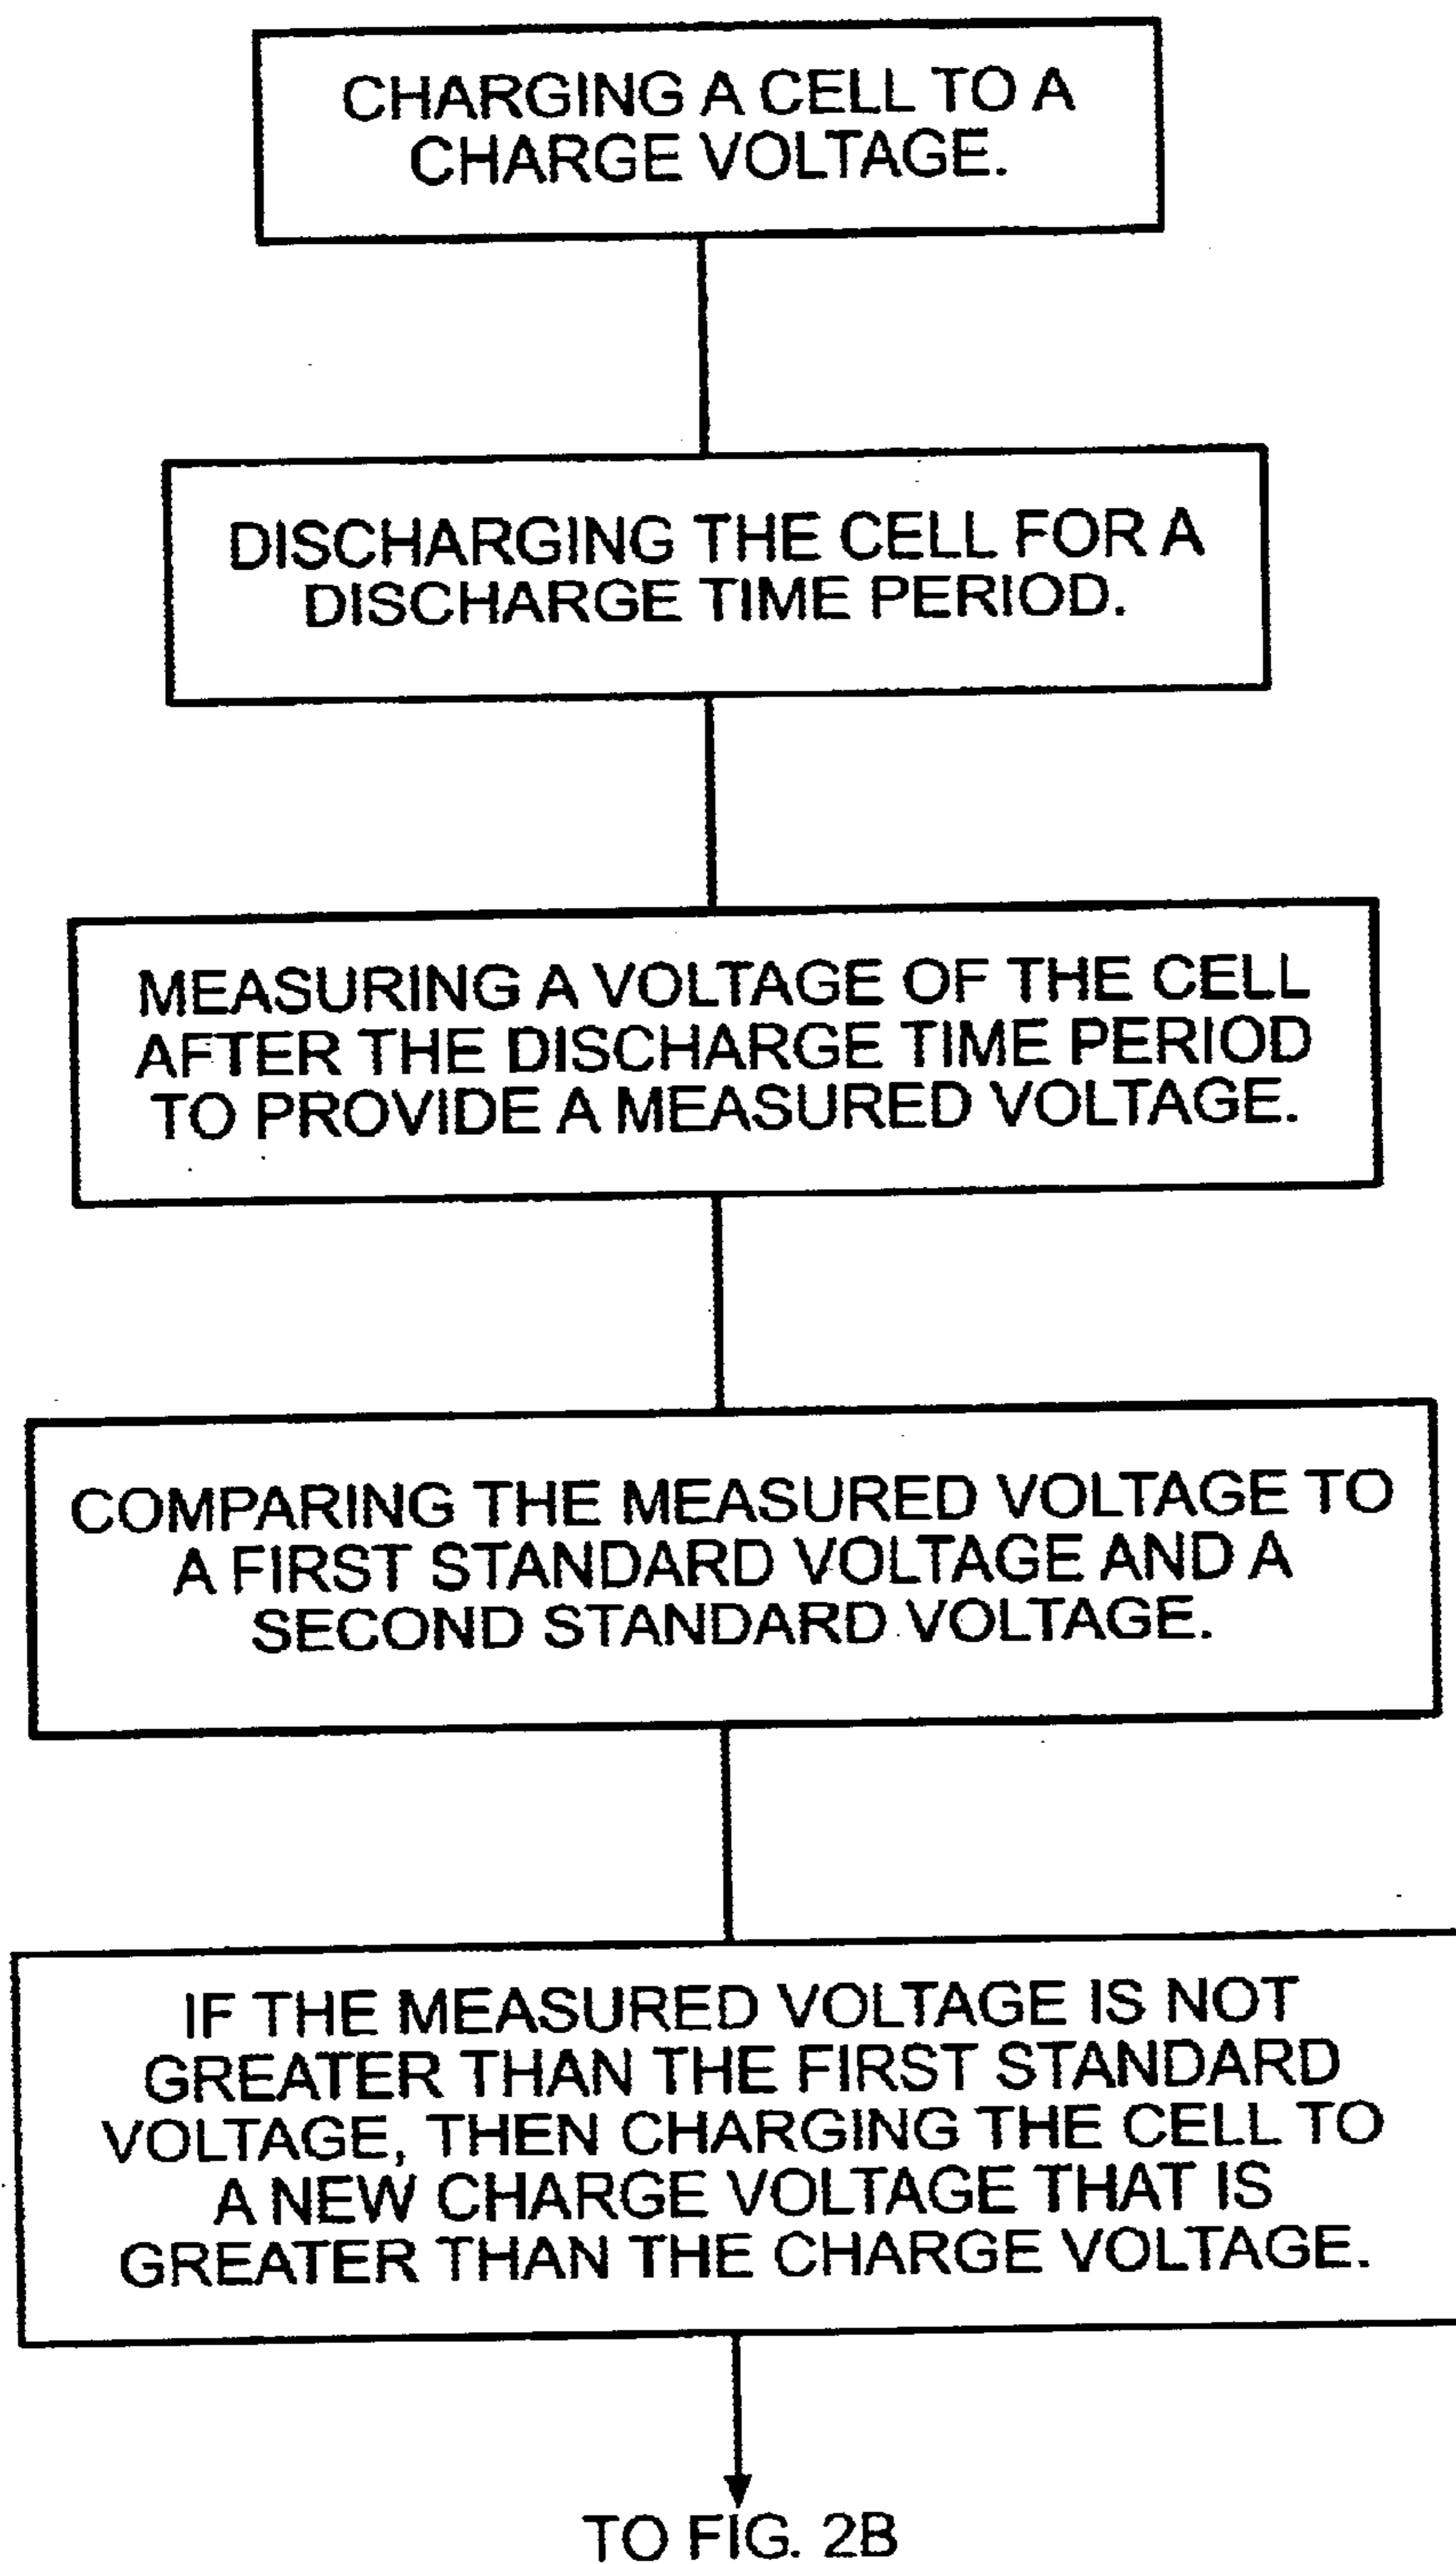 CHARGING A CELL TO A
CHARGE VOLTAGE.
DISCHARGING THE CELL FOR A
DISCHARGE TIME PERIOD.
MEASURING A VOLTAGE OF THE CELL
AFTER THE DISCHARGE TIME PERIOD
TO PROVIDE A MEASURED VOLTAGE.
COMPARING THE MEASURED VOLTAGE TO
A FIRST STANDARD VOLTAGE AND A
SECOND STANDARD VOLTAGE.
IF THE MEASURED VOLTAGE IS NOT
GREATER THAN THE FIRST STANDARD
VOLTAGE, THEN CHARGING THE CELL TO
A NEW CHARGE VOLTAGE THAT IS
GREATER THAN THE CHARGE VOLTAGE.
TO FIG. 2B